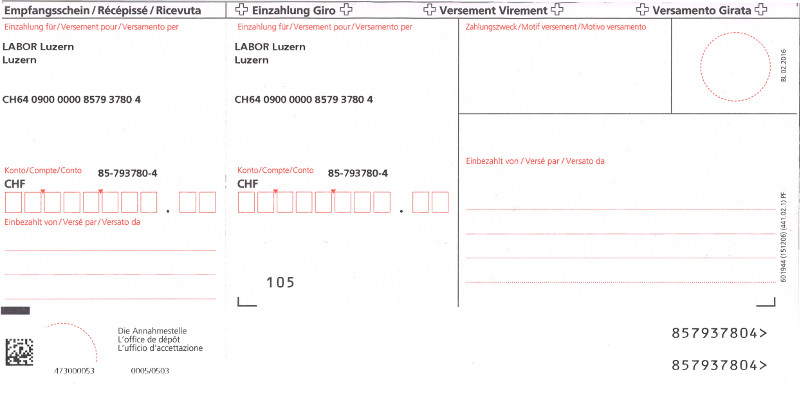 Empfangsschein / Récépissé / Ricevuta
Einzahlung für / Versement pour / Versamento per
LABOR Luzern
Luzern
CH64 0900 0000 8579 3780 4
Konto / Compte / Conto 85-793780-4
CHF
.
Einbezahlt von / Versé par / Versato da
Die Annahmestelle
L'office de dépôt
L'ufficio d'accettazione
473000053 0005/0503
Einzahlung Giro
Versement Virement
Versamento Girata
Einzahlung für / Versement pour / Versamento per
LABOR Luzern
Luzern
CH64 0900 0000 8579 3780 4
Konto / Compte / Conto 85-793780-4
CHF
.
105
Zahlungszweck / Motif versement / Motivo versamento
BL 02.2016
Einbezahlt von / Versé par / Versato da
601944 (151206) (441.02.1) PF
857937804>
857937804>